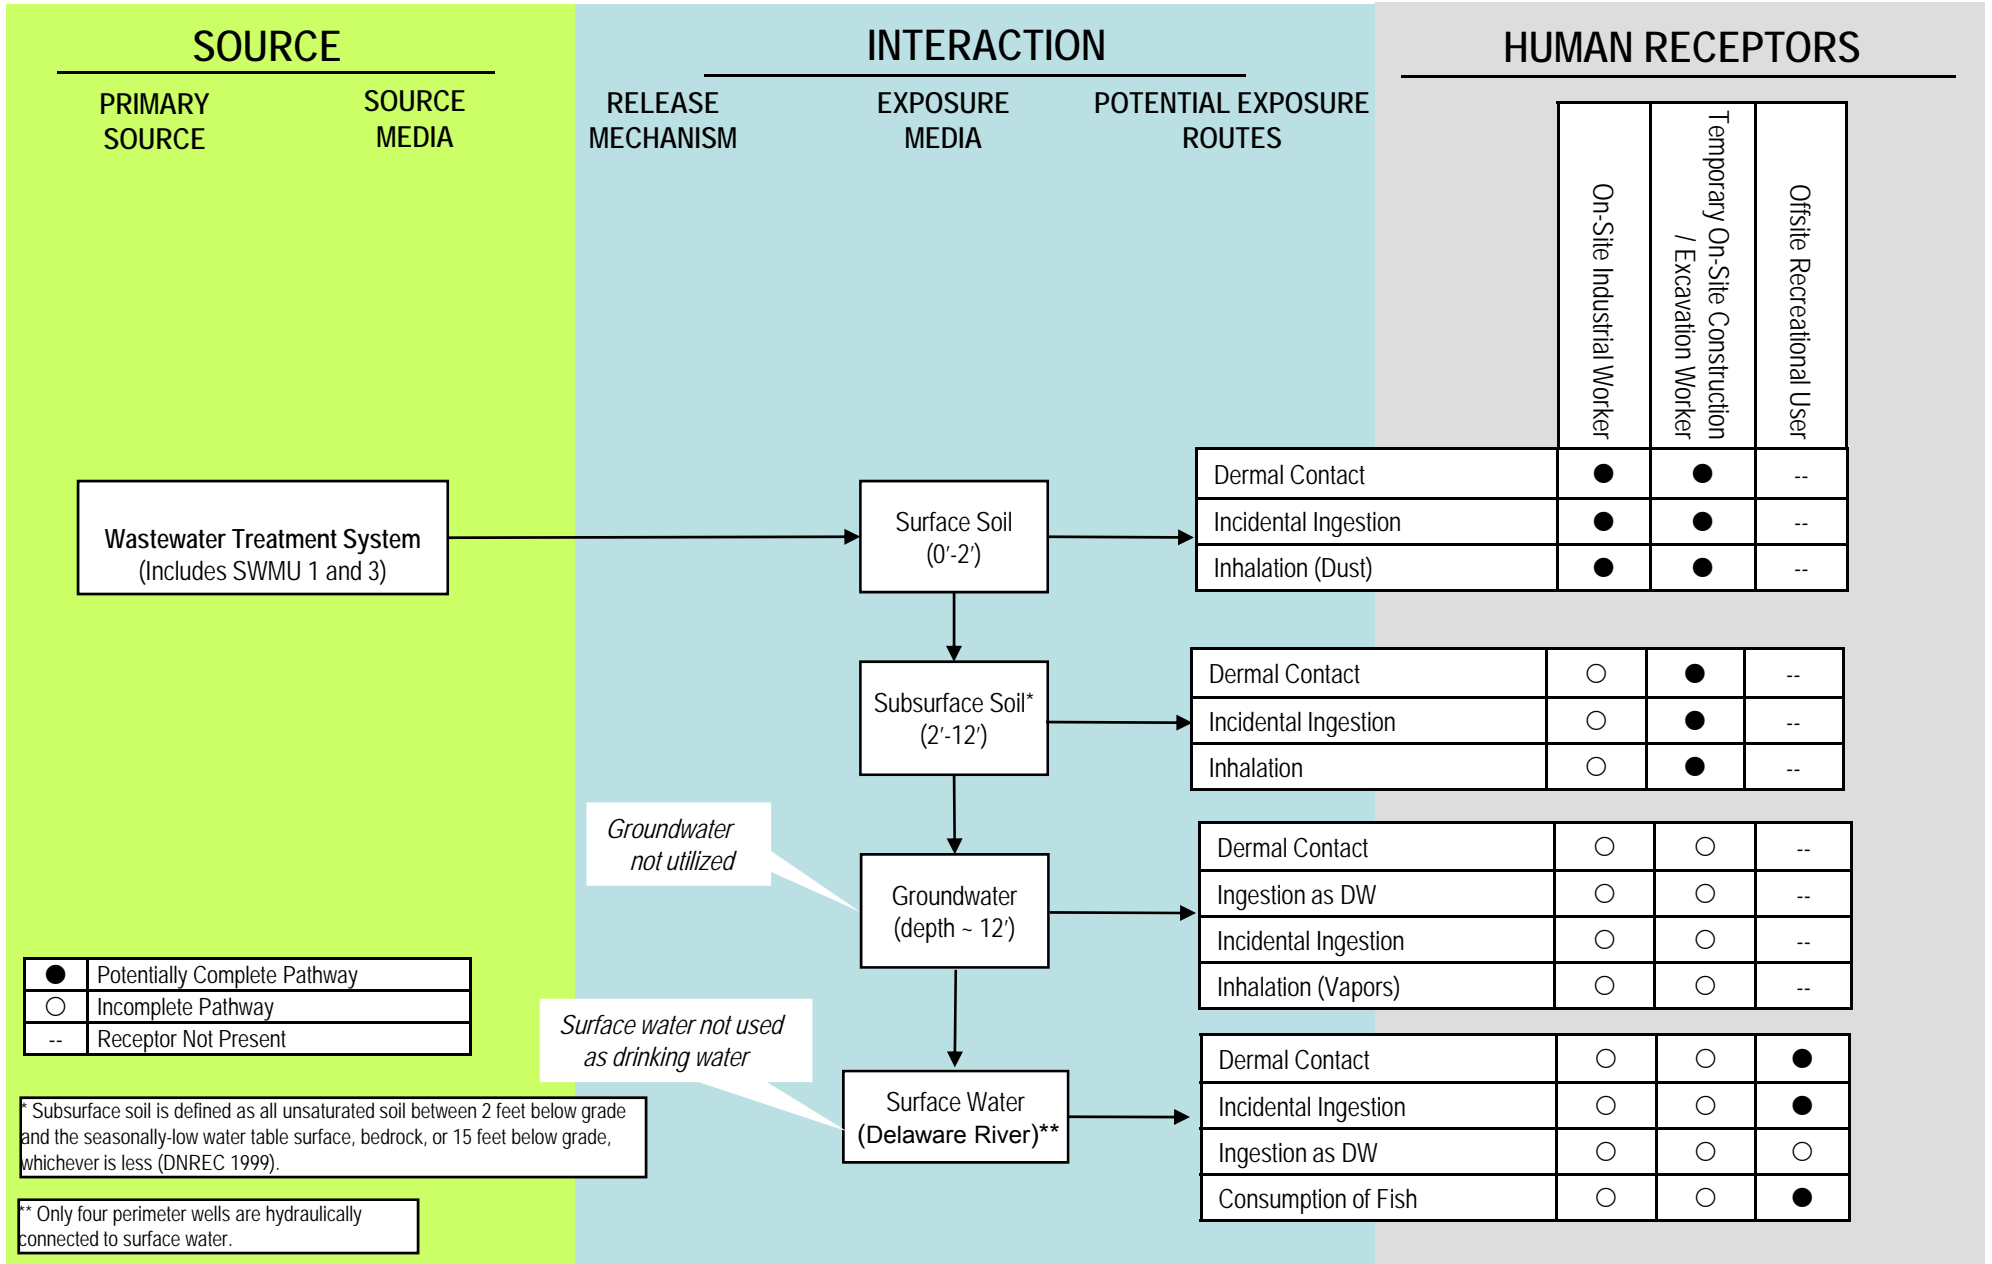 SOURCE
INTERACTION
HUMAN RECEPTORS
PRIMARY
SOURCE
SOURCE
MEDIA
RELEASE
MECHANISM
EXPOSURE
MEDIA
POTENTIAL EXPOSURE
ROUTES
On-Site Industrial Worker
Temporary On-Site Construction
/ Excavation Worker
Offsite Recreational User
Wastewater Treatment System
(Includes SWMU 1 and 3)
Surface Soil
(0'-2')
Dermal Contact ● ● --
Incidental Ingestion ● ● --
Inhalation (Dust) ● ● --
Subsurface Soil*
(2'-12')
Dermal Contact ○ ● --
Incidental Ingestion ○ ● --
Inhalation ○ ● --
Groundwater
not utilized
Groundwater
(depth ~ 12')
Dermal Contact ○ ○ --
Ingestion as DW ○ ○ --
Incidental Ingestion ○ ○ --
Inhalation (Vapors) ○ ○ --
Surface water not used
as drinking water
Surface Water
(Delaware River)**
Dermal Contact ○ ○ ●
Incidental Ingestion ○ ○ ●
Ingestion as DW ○ ○ ○
Consumption of Fish ○ ○ ●
● Potentially Complete Pathway
○ Incomplete Pathway
-- Receptor Not Present
* Subsurface soil is defined as all unsaturated soil between 2 feet below grade
and the seasonally-low water table surface, bedrock, or 15 feet below grade,
whichever is less (DNREC 1999).
** Only four perimeter wells are hydraulically
connected to surface water.